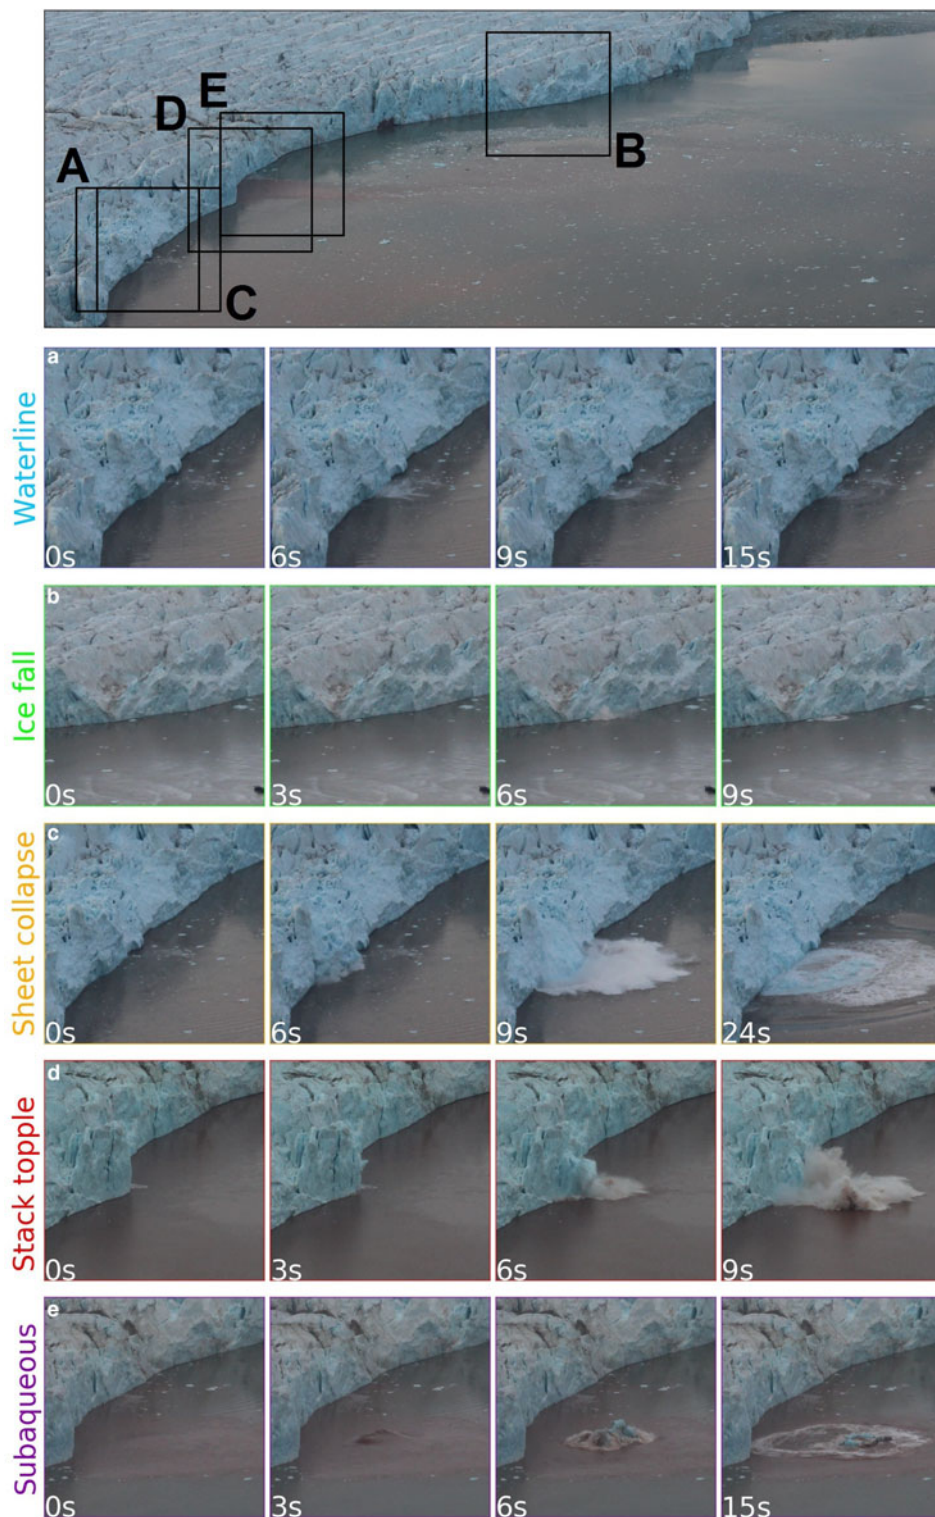 E
D
A
B
C
Waterline
a
0s
6s
9s
15s
Ice fall
b
0s
3s
6s
9s
Sheet collapse
c
0s
6s
9s
24s
Stack topple
d
0s
3s
6s
9s
Subaqueous
e
0s
3s
6s
15s